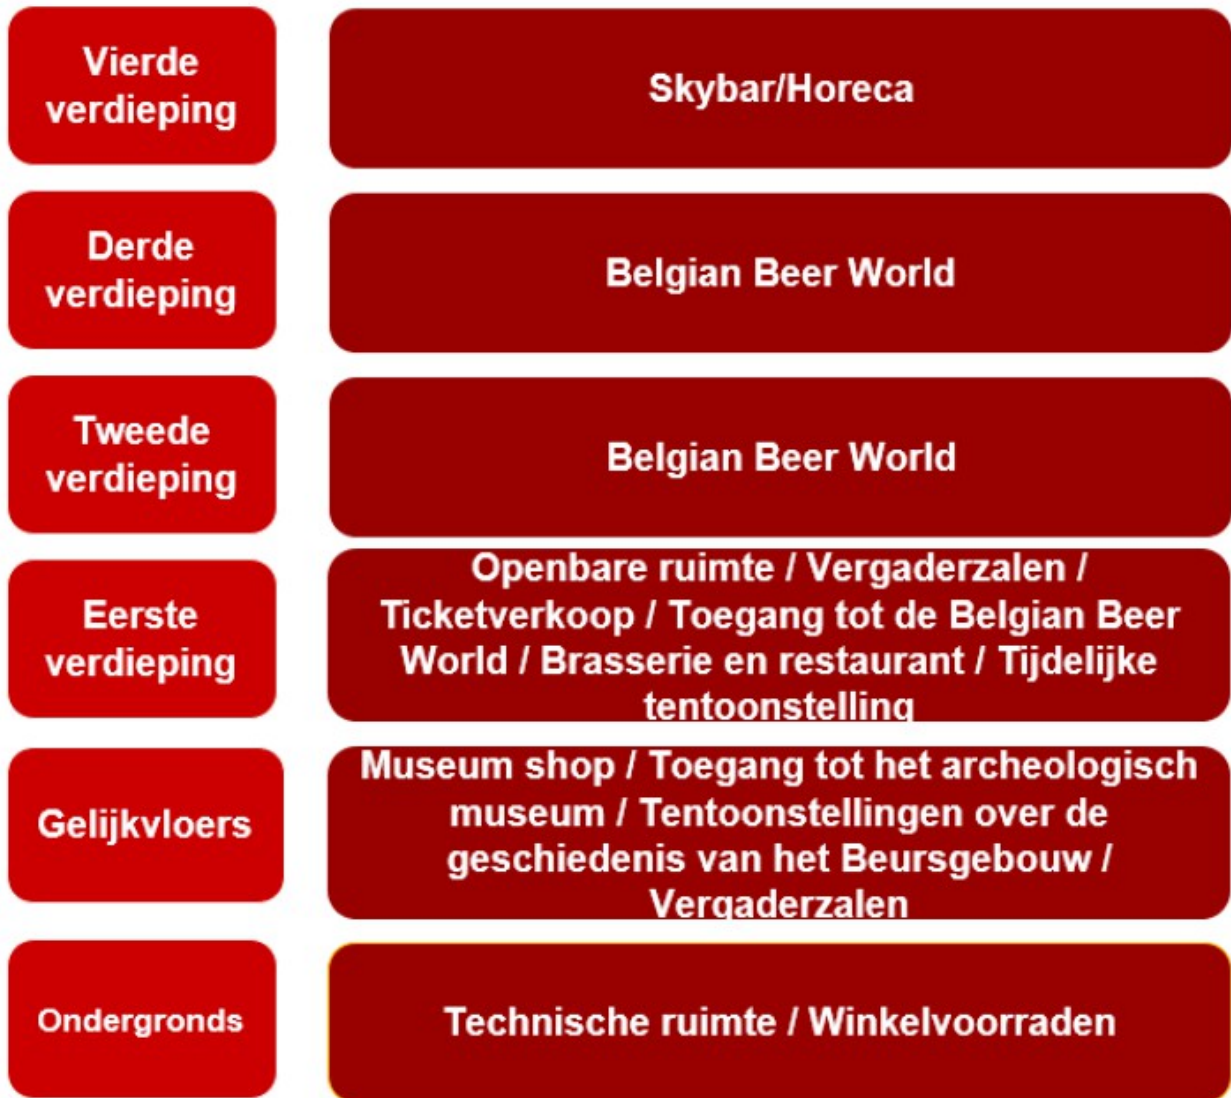 Vierde
verdieping
Skybar/Horeca
Derde
verdieping
Belgian Beer World
Tweede
verdieping
Belgian Beer World
Eerste
verdieping
Openbare ruimte / Vergaderzalen /
Ticketverkoop / Toegang tot de Belgian Beer
World / Brasserie en restaurant / Tijdelijke
tentoonstelling
Gelijkvloers
Museum shop / Toegang tot het archeologisch
museum / Tentoonstellingen over de
geschiedenis van het Beursgebouw /
Vergaderzalen
Ondergronds
Technische ruimte / Winkelvoorraden